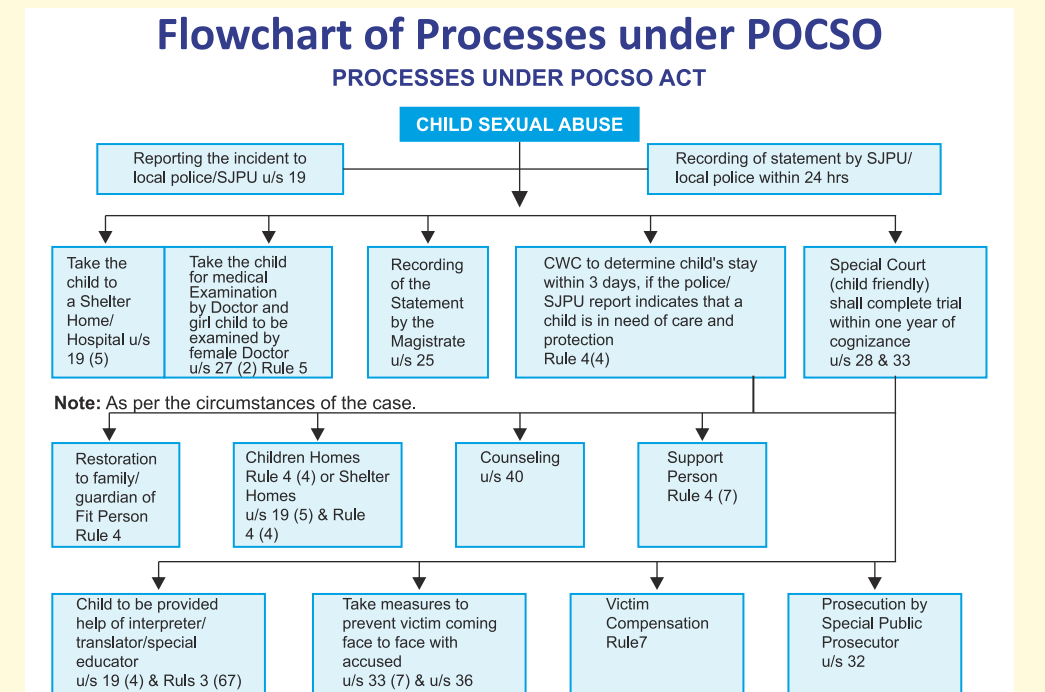 Flowchart of Processes under POCSO
PROCESSES UNDER POCSO ACT
CHILD SEXUAL ABUSE
Reporting the incident to
local police/SJPU u/s 19
Recording of statement by SJPU/
local police within 24 hrs
Take the
child to
a Shelter
Home/
Hospital u/s
19 (5)
Take the child
for medical
Examination
by Doctor and
girl child to be
examined by
female Doctor
u/s 27 (2) Rule 5
Recording
of the
Statement
by the
Magistrate
u/s 25
CWC to determine child's stay
within 3 days, if the police/
SJPU report indicates that a
child is in need of care and
protection
Rule 4(4)
Special Court
(child friendly)
shall complete trial
within one year of
cognizance
u/s 28 & 33
Note: As per the circumstances of the case.
Restoration
to family/
guardian of
Fit Person
Rule 4
Children Homes
Rule 4 (4) or Shelter
Homes
u/s 19 (5) & Rule
4 (4)
Counseling
u/s 40
Support
Person
Rule 4 (7)
Child to be provided
help of interpreter/
translator/special
educator
u/s 19 (4) & Ruls 3 (67)
Take measures to
prevent victim coming
face to face with
accused
u/s 33 (7) & u/s 36
Victim
Compensation
Rule7
Prosecution by
Special Public
Prosecutor
u/s 32